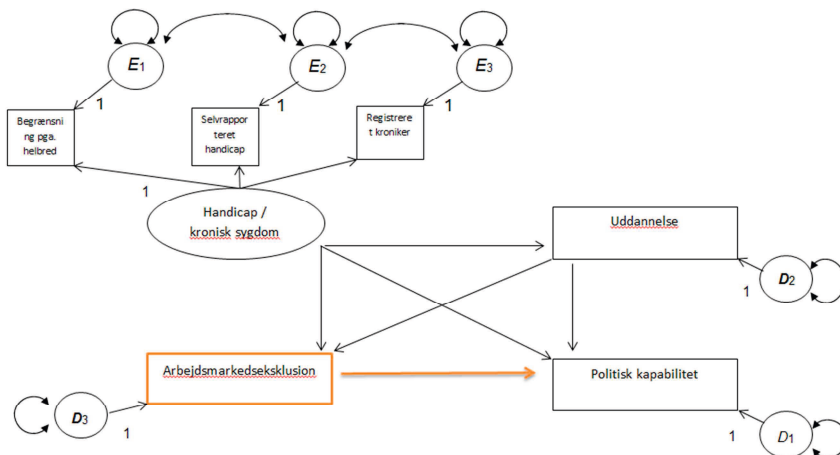 E1
E2
E3
1
1
1
Begrænsni
ng pga.
helbred
Selvrappor
teret
handicap
Registrere
t kroniker
1
Handicap /
kronisk sygdom
Uddannelse
D2
1
Arbejdsmarkedseksklusion
Politisk kapabilitet
D3
1
D1
1